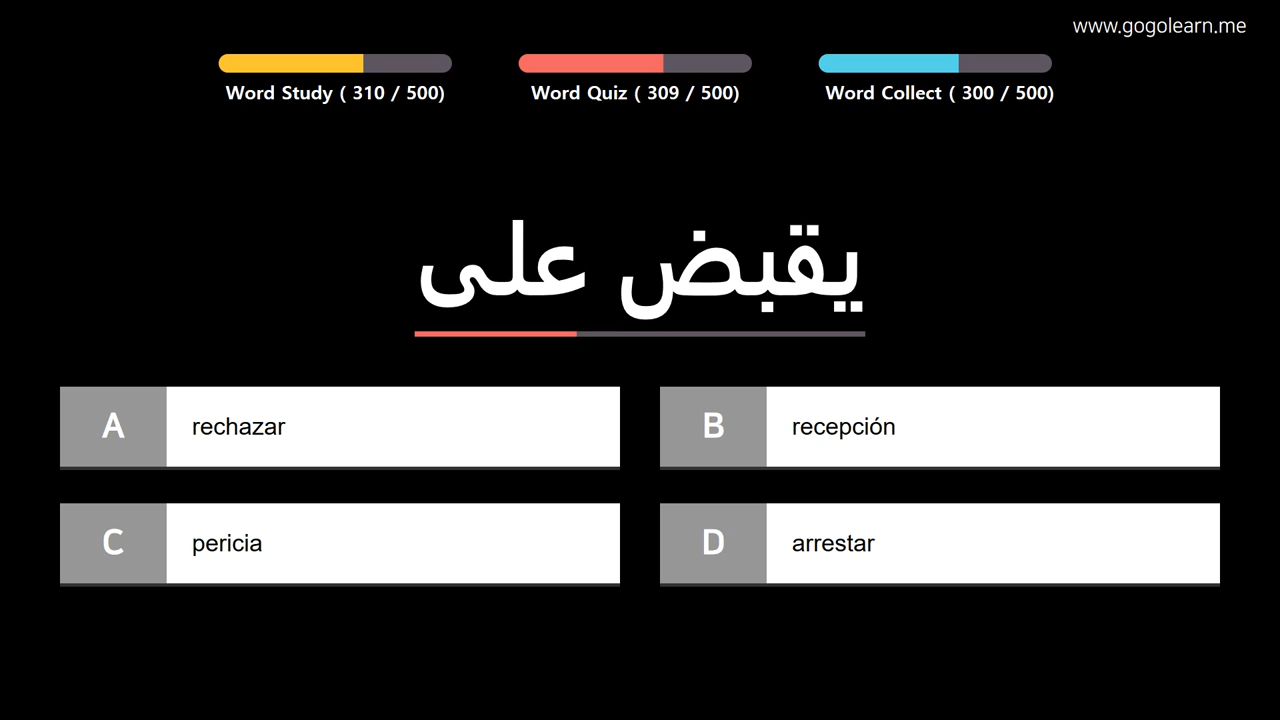 www.gogolearn.me
Word Study ( 310 / 500)
Word Quiz ( 309 / 500)
Word Collect ( 300 / 500)
يقبض على
A rechazar
B recepción
C pericia
D arrestar